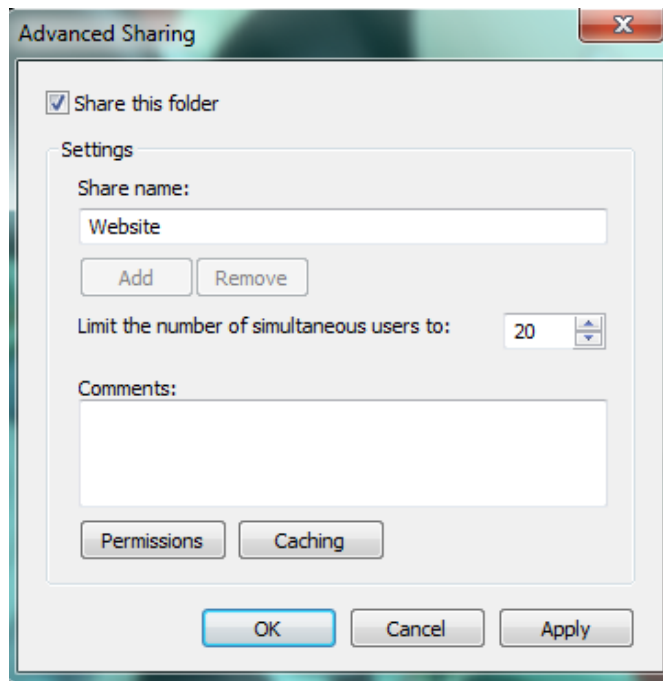 Advanced Sharing
Share this folder
Settings
Share name:
Website
Add Remove
Limit the number of simultaneous users to: 20
Comments:
Permissions Caching
OK Cancel Apply